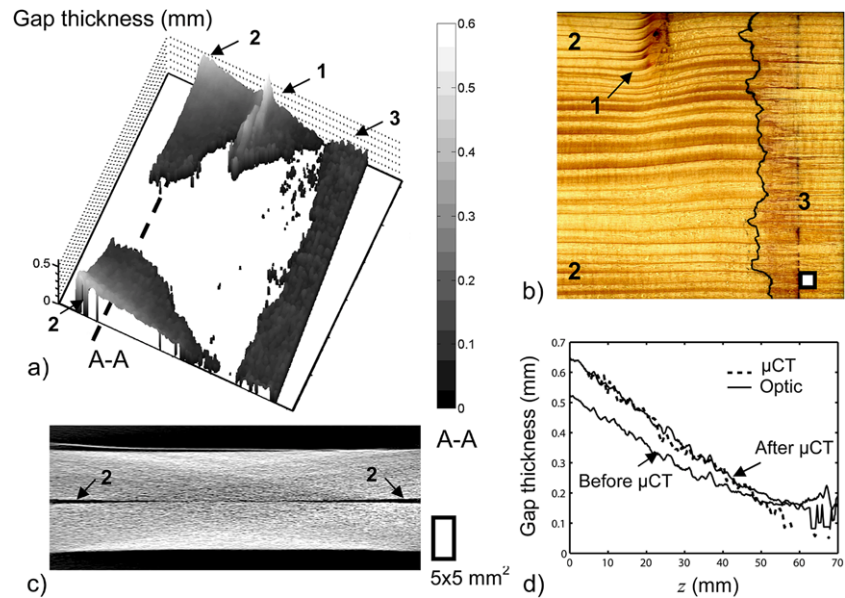 Gap thickness (mm)
2
1
3
0.5
0
2
A-A
a)
0.6
0.5
0.4
0.3
0.2
0.1
0
2
1
3
2
b)
A-A
2
2
5x5 mm²
c)
Gap thickness (mm)
0.7
0.6
0.5
0.4
0.3
0.2
0.1
0
µCT
Optic
After µCT
Before µCT
0 10 20 30 40 50 60 70
z (mm)
d)